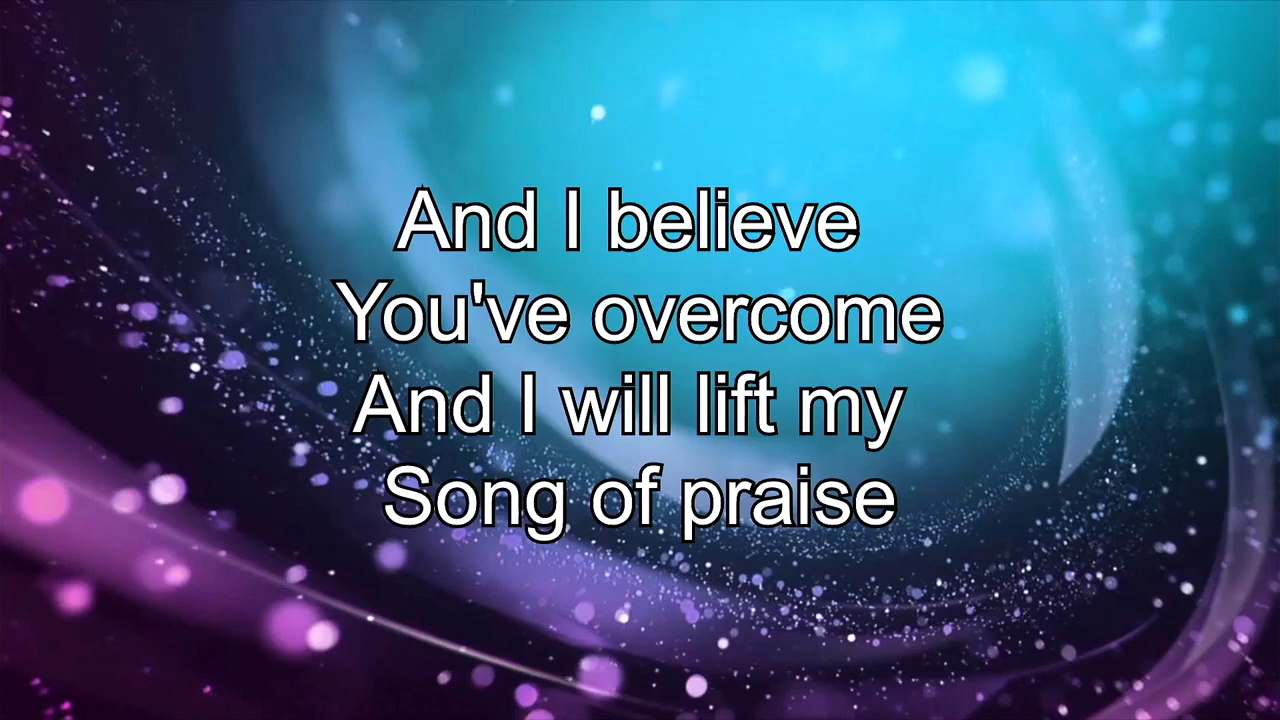 And I believe
You've overcome
And I will lift my
Song of praise